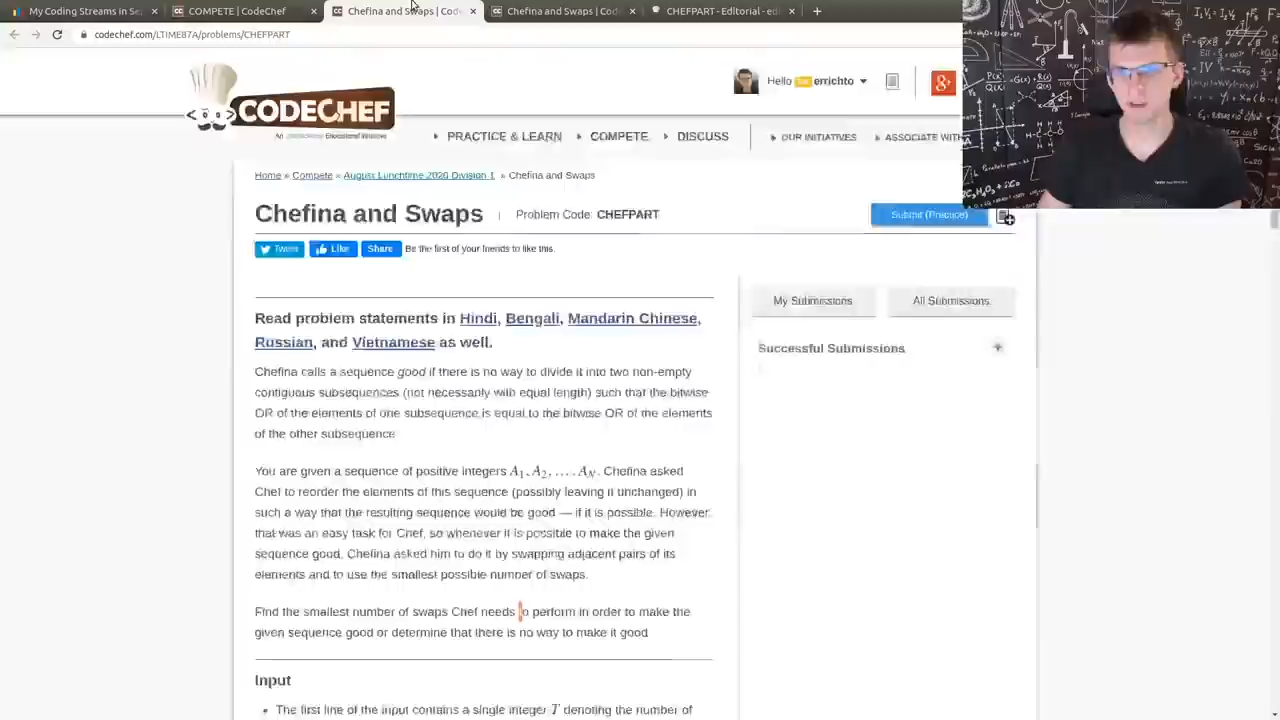 My Coding Streams in Se
COMPETE | CodeChef
Chefina and Swaps | Code
Chefina and Swaps | Codec
CHEFPART - Editorial - edi
codechef.com/LTIME87A/problems/CHEFPART
CODECHEF
Hello errichto
An Educational Initiative
PRACTICE & LEARN COMPETE DISCUSS OUR INITIATIVES ASSOCIATE WITH
Home » Compete » August Lunchtime 2020 Division 1 » Chefina and Swaps
Chefina and Swaps Problem Code: CHEFPART Submit (Practice)
Tweet Like Share Be the first of your friends to like this.
My Submissions All Submissions
Successful Submissions
Read problem statements in Hindi, Bengali, Mandarin Chinese,
Russian, and Vietnamese as well.
Chefina calls a sequence good if there is no way to divide it into two non-empty
contiguous subsequences (not necessarily with equal length) such that the bitwise
OR of the elements of one subsequence is equal to the bitwise OR of the elements
of the other subsequence
You are given a sequence of positive integers A1, A2, …, AN. Chefina asked
Chef to reorder the elements of this sequence (possibly leaving it unchanged) in
such a way that the resulting sequence would be good — if it is possible. However
that was an easy task for Chef, so whenever it is possible to make the given
sequence good, Chefina asked him to do it by swapping adjacent pairs of its
elements and to use the smallest possible number of swaps.
Find the smallest number of swaps Chef needs to perform in order to make the
given sequence good or determine that there is no way to make it good
Input
The first line of the input contains a single integer T denoting the number of